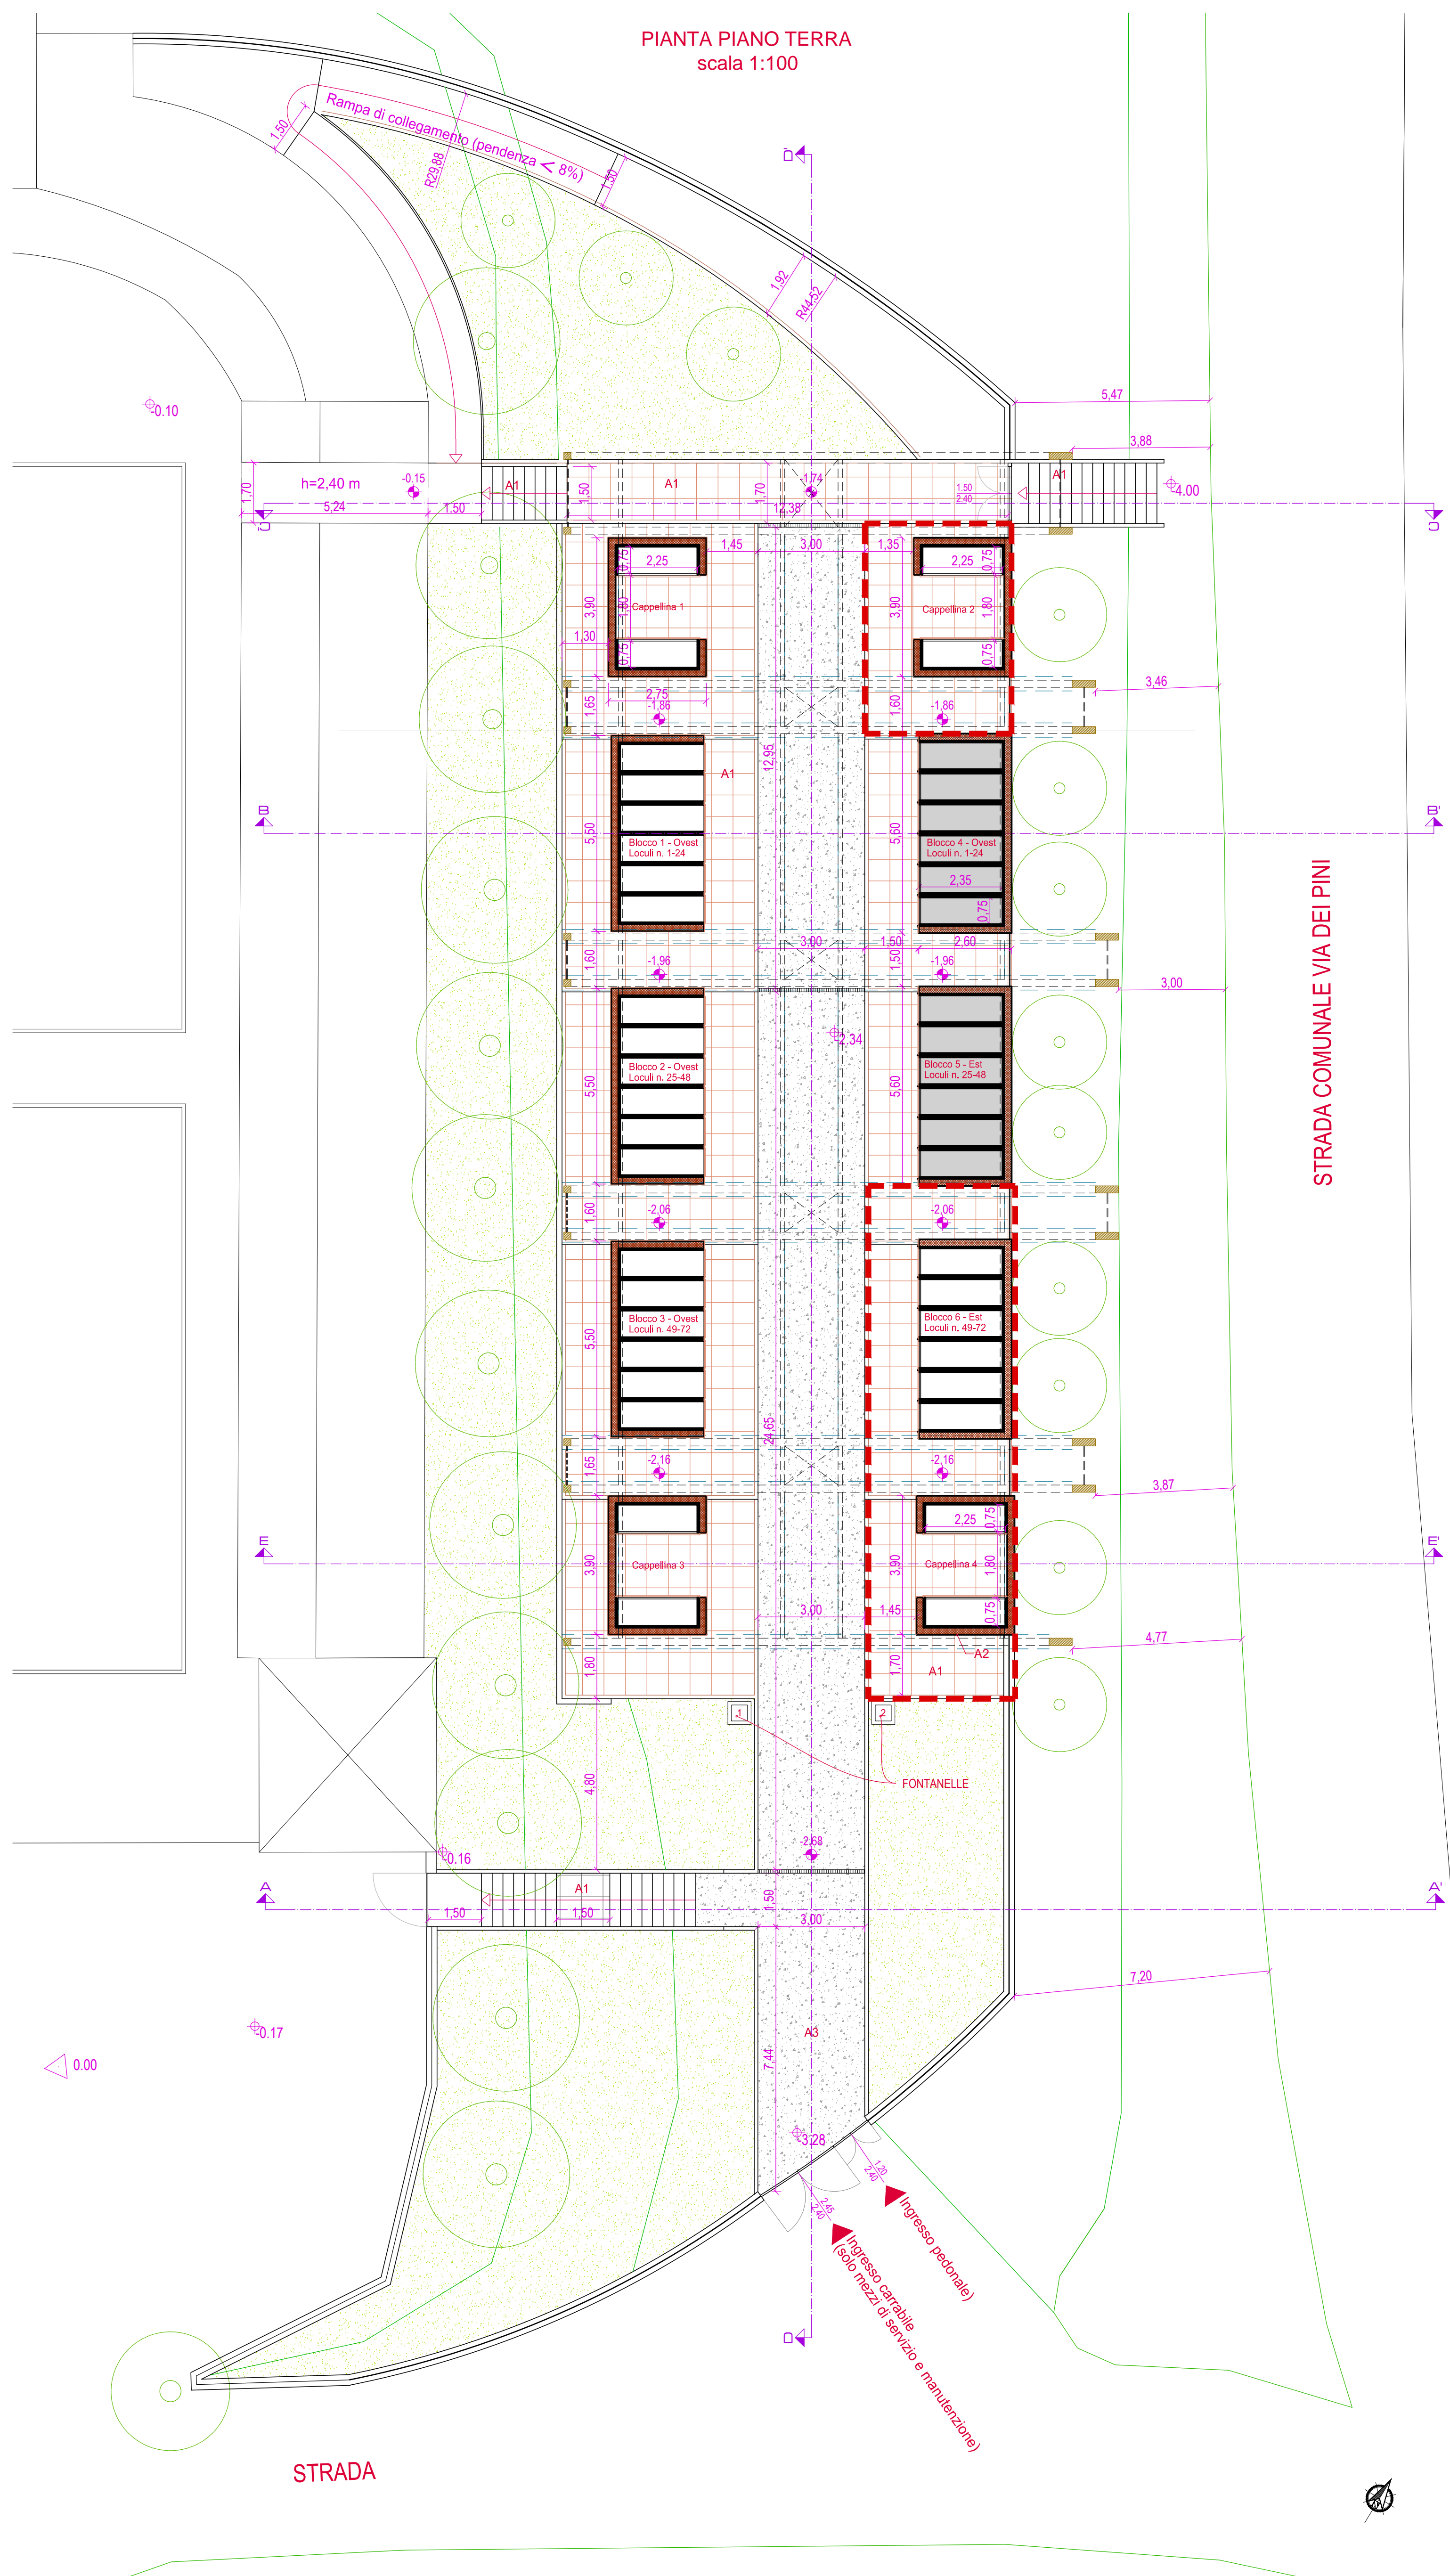 PIANTA PIANO TERRA
scala 1:100
Rampa di collegamento (pendenza < 8%)
1,50
R29,88
1,50
D'
1,92
R44,52
5,47
-0.10
3,88
h=2,40 m
-0.15
A1
A1
-1.74
A1
-4.00
1,70
5,24
1,50
1,50
1,70
12,38
1.50
2.40
C
C'
1,45
3,00
1,35
0,75
2,25
2,25
0,75
3,90
1,80
Cappellina 1
3,90
Cappellina 2
1,80
1,30
0,75
0,75
2,75
3,46
1,65
-1,86
1,60
-1,86
12,95
A1
B
B'
5,50
Blocco 1 - Ovest
Loculi n. 1-24
5,60
Blocco 4 - Ovest
Loculi n. 1-24
2,35
0,75
3,00
1,50
2,60
1,60
-1,96
1,50
-1,96
3,00
-2.34
STRADA COMUNALE VIA DEI PINI
5,50
Blocco 2 - Ovest
Loculi n. 25-48
5,60
Blocco 5 - Est
Loculi n. 25-48
1,60
-2,06
-2,06
5,50
Blocco 3 - Ovest
Loculi n. 49-72
Blocco 6 - Est
Loculi n. 49-72
24,65
1,65
-2,16
-2,16
3,87
2,25
0,75
E
E'
3,90
Cappellina 3
3,90
Cappellina 4
1,80
3,00
1,45
0,75
4,77
1,80
1,70
A1
A2
1
2
FONTANELLE
4,80
-2,68
-0.16
A
A'
A1
1,50
1,50
1,50
3,00
7,20
-0.17
A3
0.00
7,44
-3.28
1,20
2,40
2,45
2,40
Ingresso pedonale)
Ingresso carrabile
(solo mezzi di servizio e manutenzione)
D
STRADA